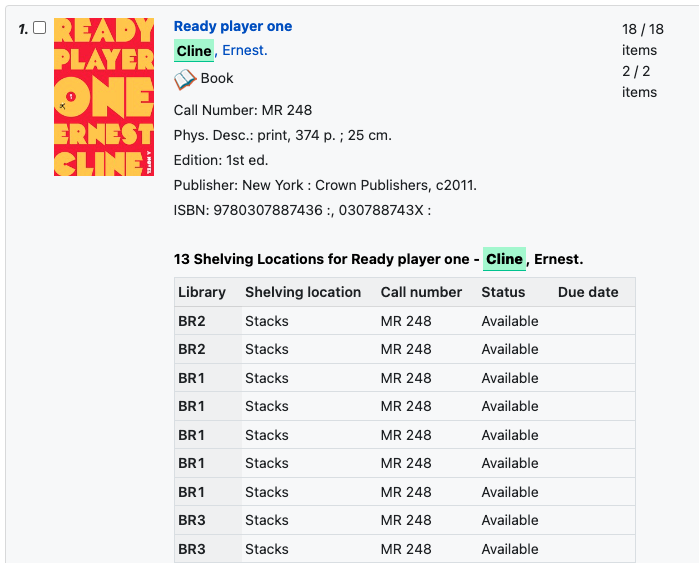 1.
READY
PLAYER
ONE
ERNEST
CLINE
A NOVEL
Ready player one
Cline, Ernest.
Book
Call Number: MR 248
Phys. Desc.: print, 374 p. ; 25 cm.
Edition: 1st ed.
Publisher: New York : Crown Publishers, c2011.
ISBN: 9780307887436 :, 030788743X :
18 / 18
items
2 / 2
items
13 Shelving Locations for Ready player one - Cline, Ernest.
Library Shelving location Call number Status Due date
BR2 Stacks MR 248 Available
BR2 Stacks MR 248 Available
BR1 Stacks MR 248 Available
BR1 Stacks MR 248 Available
BR1 Stacks MR 248 Available
BR1 Stacks MR 248 Available
BR1 Stacks MR 248 Available
BR3 Stacks MR 248 Available
BR3 Stacks MR 248 Available